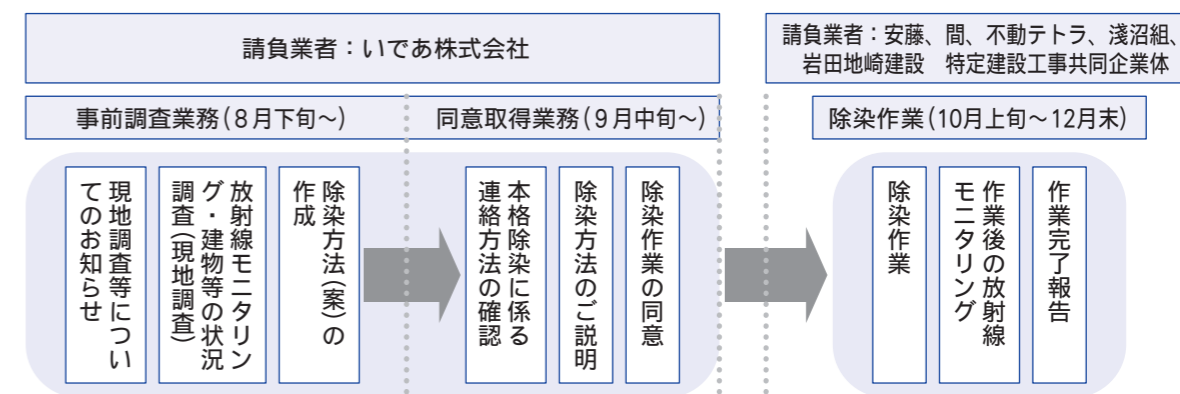 請負業者：いであ株式会社
請負業者：安藤、間、不動テトラ、淺沼組、
岩田地崎建設　特定建設工事共同企業体
事前調査業務(８月下旬～)
同意取得業務(９月中旬～)
除染作業(10月上旬～12月末)
現地調査等につい
てのお知らせ
放射線モニタリン
グ・建物等の状況
調査(現地調査)
除染方法(案)の
作成
本格除染に係る
連絡方法の確認
除染方法のご説明
除染作業の同意
除染作業
作業後の放射線
モニタリング
作業完了報告